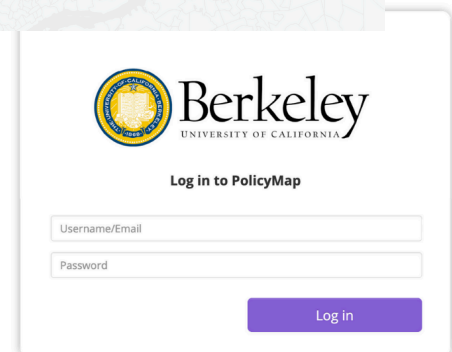 Berkeley
UNIVERSITY OF CALIFORNIA
Log in to PolicyMap
Username/Email
Password
Log in